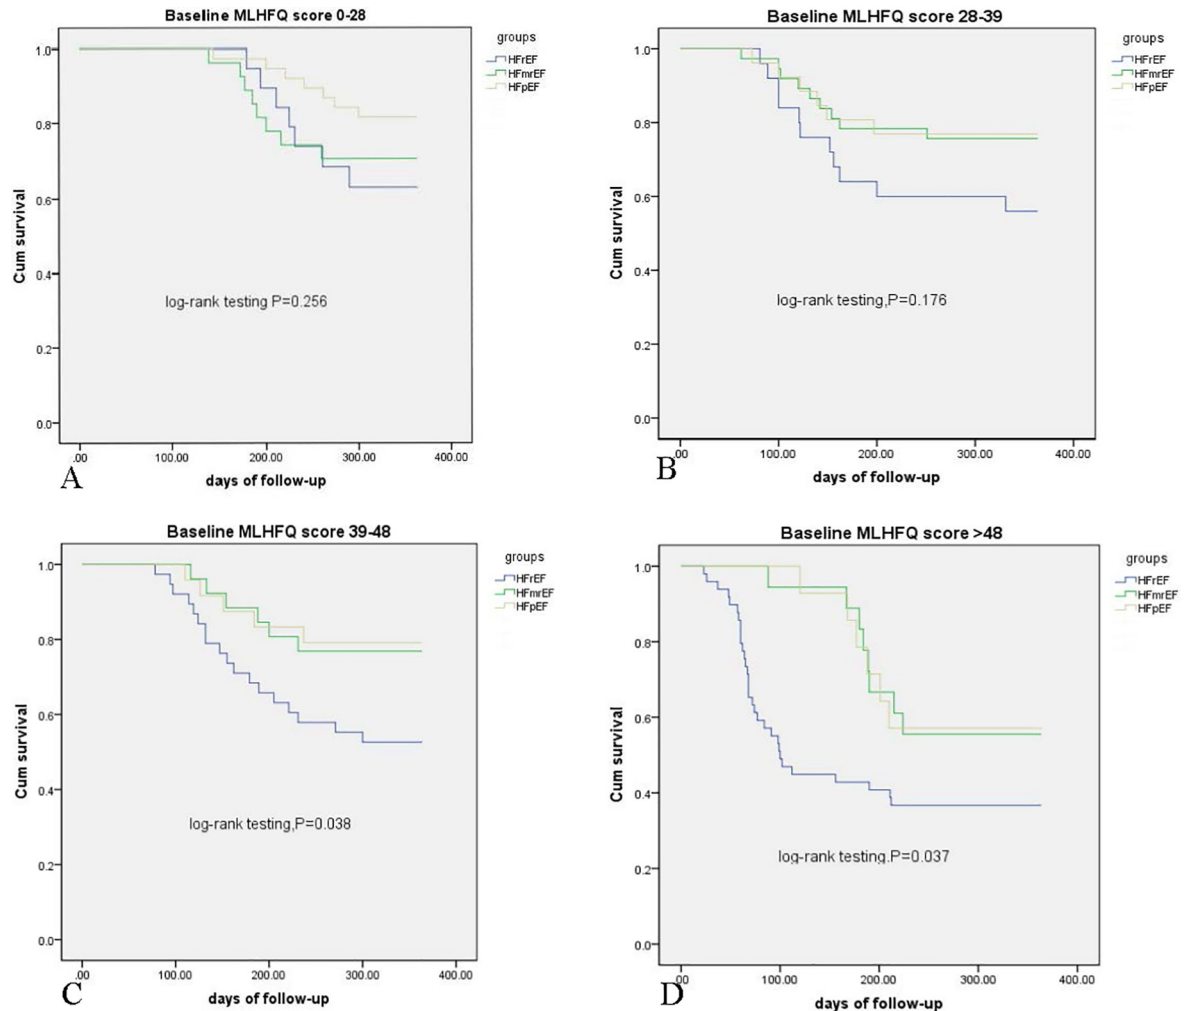 Baseline MLHFQ score 0-28
groups
HFrEF
HFmrEF
HFpEF
1.0
0.8
0.6
0.4
0.2
0.0
Cum survival
log-rank testing P=0.256
.00
100.00
200.00
300.00
400.00
days of follow-up
A
Baseline MLHFQ score 28-39
groups
HFrEF
HFmrEF
HFpEF
1.0
0.8
0.6
0.4
0.2
0.0
Cum survival
log-rank testing,P=0.176
.00
100.00
200.00
300.00
400.00
days of follow-up
B
Baseline MLHFQ score 39-48
groups
HFrEF
HFmrEF
HFpEF
1.0
0.8
0.6
0.4
0.2
0.0
Cum survival
log-rank testing,P=0.038
.00
100.00
200.00
300.00
400.00
days of follow-up
C
Baseline MLHFQ score >48
groups
HFrEF
HFmrEF
HFpEF
1.0
0.8
0.6
0.4
0.2
0.0
Cum survival
log-rank testing.P=0.037
.00
100.00
200.00
300.00
400.00
days of follow-up
D